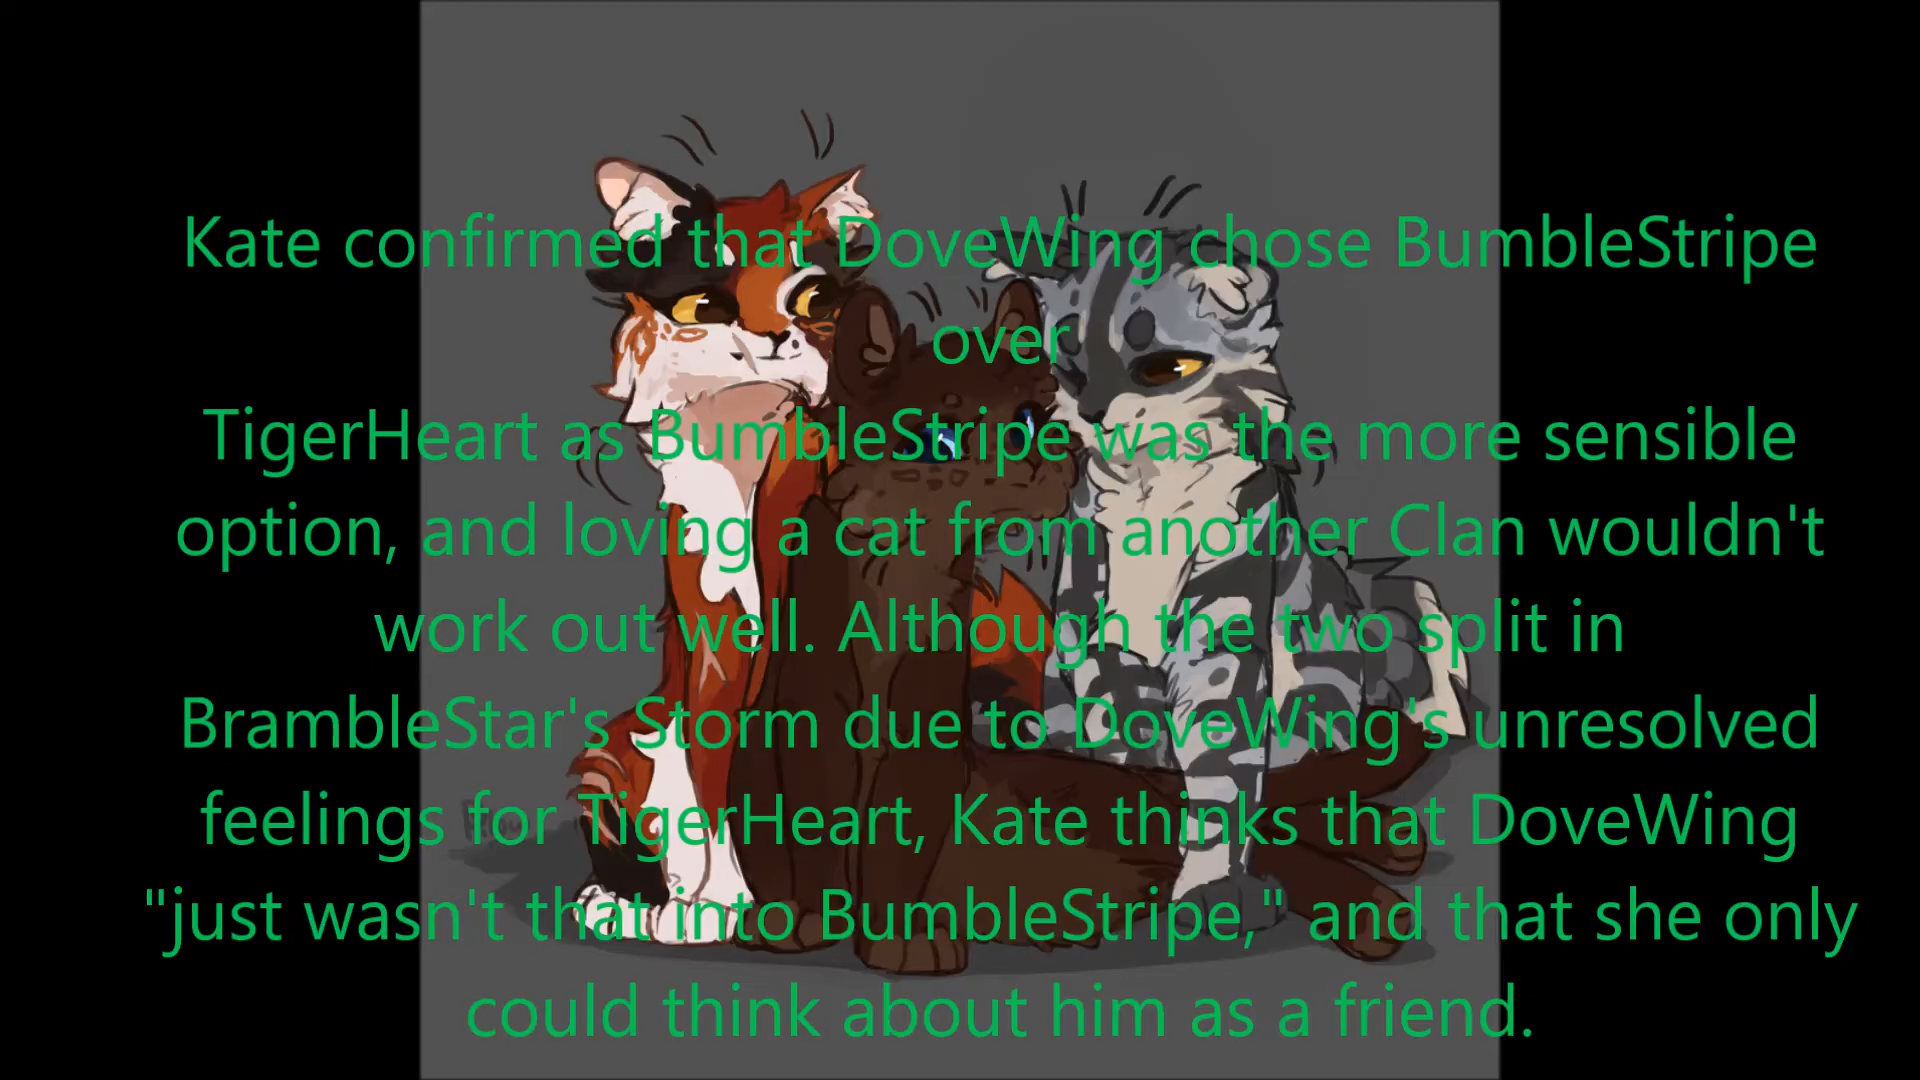 Kate confirmed that DoveWing chose BumbleStripe
over
TigerHeart as BumbleStripe was the more sensible
option, and loving a cat from another Clan wouldn't
work out well. Although the two split in
BrambleStar's Storm due to DoveWing's unresolved
feelings for TigerHeart, Kate thinks that DoveWing
"just wasn't that into BumbleStripe," and that she only
could think about him as a friend.